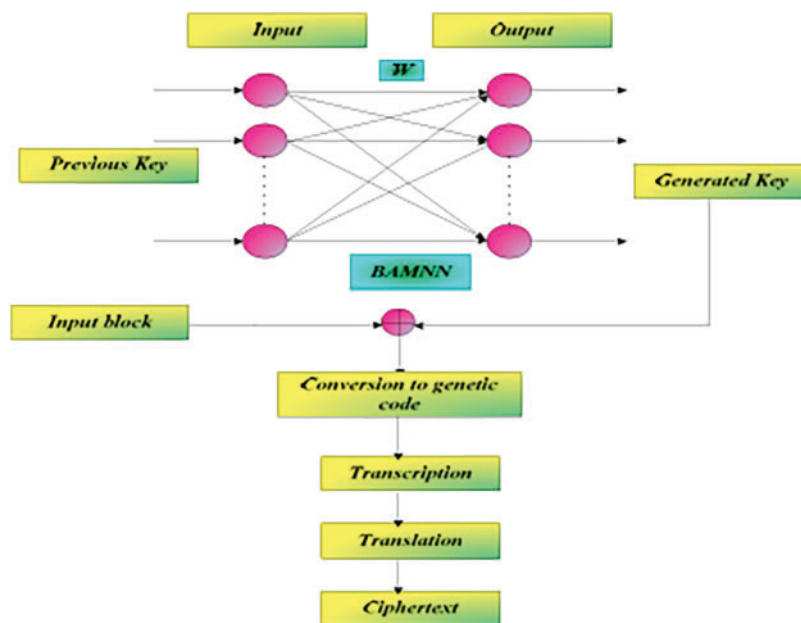 Input
Output
W
Previous Key
Generated Key
BAMNN
Input block
Conversion to genetic
code
Transcription
Translation
Ciphertext